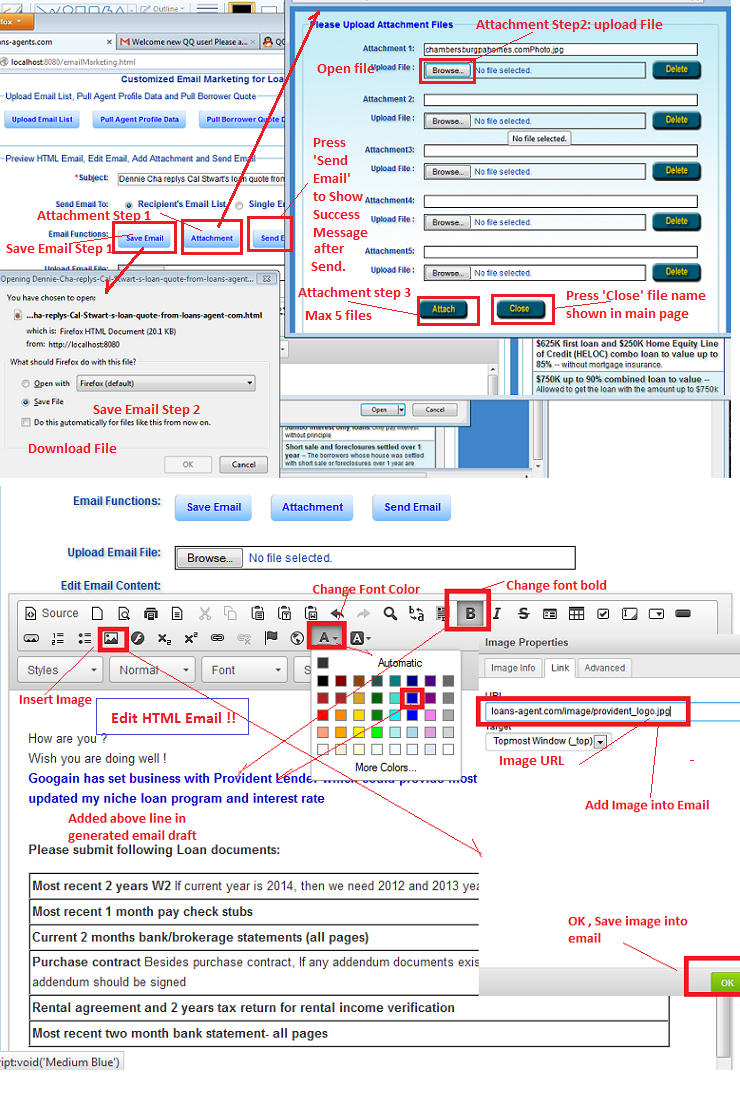 Outline
fox
ans-agents.com
Welcome new QQ user! Please a...
localhost:8080/emailMarketing.html
Customized Email Marketing for Loan
Upload Email List, Pull Agent Profile Data and Pull Borrower Quote
Upload Email List
Pull Agent Profile Data
Pull Borrower Quote D
Preview HTML Email, Edit Email, Add Attachment and Send Email
*Subject:
Dennie Cha replys Cal Stwart's loan quote from
Send Email To:
Recipient's Email List
Single En
Attachment Step 1
Email Functions:
Save Email
Attachment
Send E
Save Email Step 1
Upload Email File:
Press
'Send
Email'
to Show
Success
Message
after
Send.
Please Upload Attachment Files
Attachment Step2: upload File
Attachment 1:
chambersburgpahomes.comPhoto.jpg
Open file
Upload File :
Browse...
No file selected.
Delete
Attachment 2:
Upload File :
Browse...
No file selected.
Delete
No file selected.
Attachment3:
Upload File :
Browse...
No file selected.
Delete
Attachment4:
Upload File :
Browse...
No file selected.
Delete
Attachment5:
Upload File :
Browse...
No file selected.
Delete
Attachment step 3
Max 5 files
Attach
Close
Press 'Close' file name
shown in main page
Opening Dennie-Cha-replys-Cal-Stwart-s-loan-quote-from-loans-agent...
You have chosen to open:
...ha-replys-Cal-Stwart-s-loan-quote-from-loans-agent-com.html
which is: Firefox HTML Document (20.1 KB)
from: http://localhost:8080
What should Firefox do with this file?
Open with
Firefox (default)
Save File
Save Email Step 2
Do this automatically for files like this from now on.
Download File
OK
Cancel
$625K first loan and $250K Home Equity Line
of Credit (HELOC) combo loan to value up to
85% -- without mortgage insurance.
$750K up to 90% combined loan to value --
Allowed to get the loan with the amount up to $750k
Open
Cancel
Jumbo interest only loans Only pay interest
without principle
Short sale and foreclosures settled over 1
year -- The borrowers whose house was settled
with short sale or foreclosures over 1 year are
Email Functions:
Save Email
Attachment
Send Email
Upload Email File:
Browse...
No file selected.
Edit Email Content:
Change Font Color
Change font bold
Source
B
I
S
Styles
Normal
Font
S
Automatic
More Colors...
Insert Image
Edit HTML Email !!
How are you ?
Wish you are doing well !
Googain has set business with Provident Lender which could provide most
updated my niche loan program and interest rate
Added above line in
generated email draft
Image Properties
Image Info
Link
Advanced
URL
loans-agent.com/image/provident_logo.jpg
Target
Topmost Window (_top)
Image URL
-
Add Image into Email
OK , Save image into
email
OK
Please submit following Loan documents:
Most recent 2 years W2 If current year is 2014, then we need 2012 and 2013 yea
Most recent 1 month pay check stubs
Current 2 months bank/brokerage statements (all pages)
Purchase contract Besides purchase contract, If any addendum documents exis
addendum should be signed
Rental agreement and 2 years tax return for rental income verification
Most recent two month bank statement- all pages
ript:void('Medium Blue')